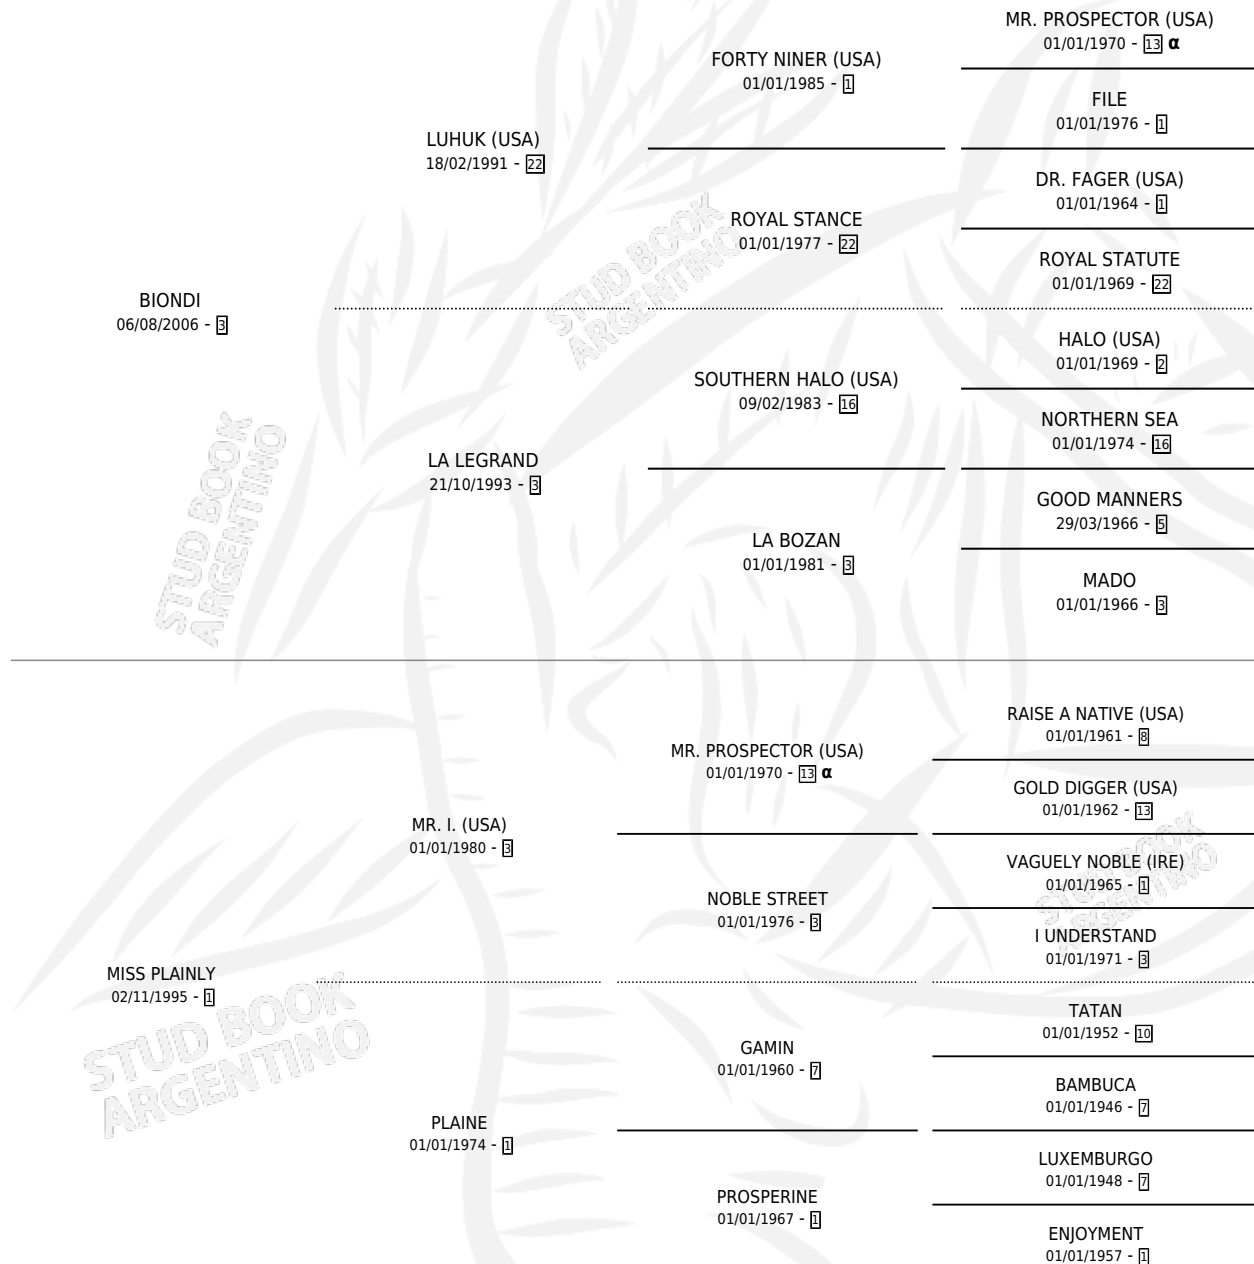 MR. PROSPECTOR (USA)
01/01/1970 - 13 α
FORTY NINER (USA)
01/01/1985 - 1
FILE
01/01/1976 - 1
LUHUK (USA)
18/02/1991 - 22
DR. FAGER (USA)
01/01/1964 - 1
ROYAL STANCE
01/01/1977 - 22
ROYAL STATUTE
01/01/1969 - 22
BIONDI
06/08/2006 - 3
HALO (USA)
01/01/1969 - 2
SOUTHERN HALO (USA)
09/02/1983 - 16
NORTHERN SEA
01/01/1974 - 16
LA LEGRAND
21/10/1993 - 3
GOOD MANNERS
29/03/1966 - 5
LA BOZAN
01/01/1981 - 3
MADO
01/01/1966 - 3
STUD BOOK
ARGENTINO
STUD BOOK
ARGENTINO
RAISE A NATIVE (USA)
01/01/1961 - 8
MR. PROSPECTOR (USA)
01/01/1970 - 13 α
GOLD DIGGER (USA)
01/01/1962 - 13
MR. I. (USA)
01/01/1980 - 3
VAGUELY NOBLE (IRE)
01/01/1965 - 1
NOBLE STREET
01/01/1976 - 3
I UNDERSTAND
01/01/1971 - 3
MISS PLAINLY
02/11/1995 - 1
TATAN
01/01/1952 - 10
GAMIN
01/01/1960 - 7
BAMBUCA
01/01/1946 - 7
PLAINE
01/01/1974 - 1
LUXEMBURGO
01/01/1948 - 7
PROSPERINE
01/01/1967 - 1
ENJOYMENT
01/01/1957 - 1
STUD BOOK
ARGENTINO
STUD BOOK
ARGENTINO